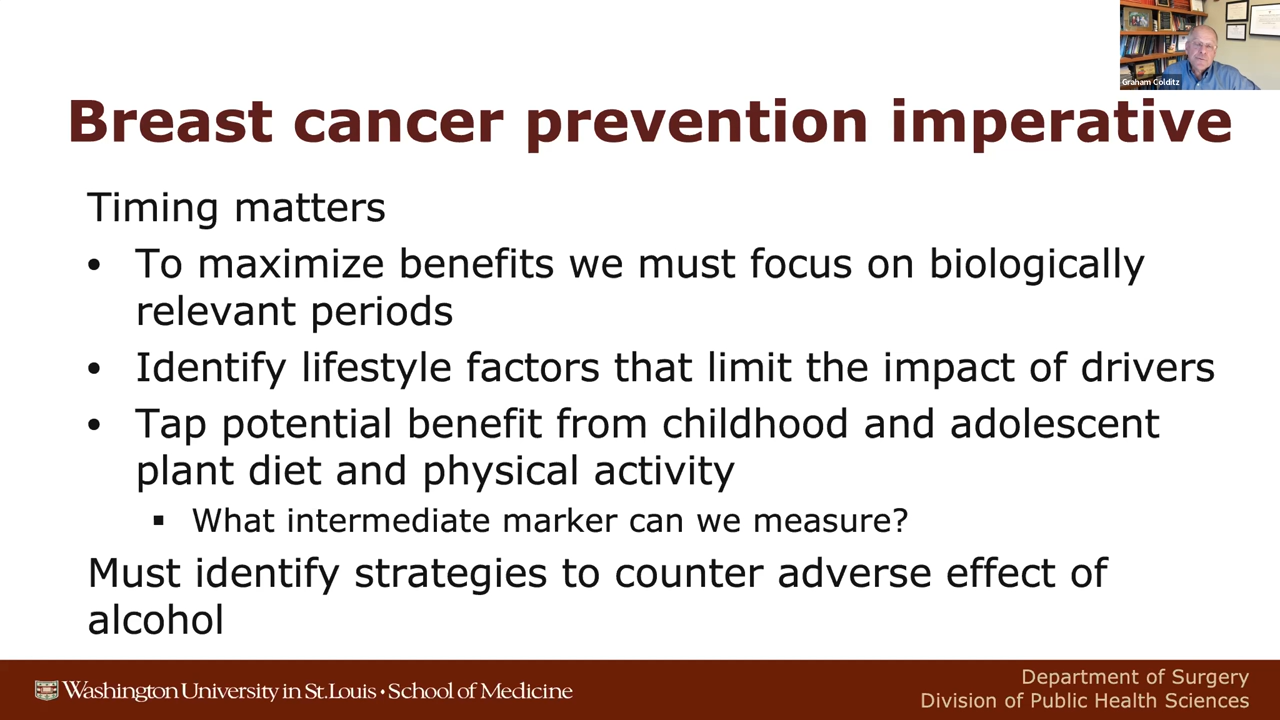 Graham Colditz
Breast cancer prevention imperative
Timing matters
• To maximize benefits we must focus on biologically
relevant periods
• Identify lifestyle factors that limit the impact of drivers
• Tap potential benefit from childhood and adolescent
plant diet and physical activity
▪ What intermediate marker can we measure?
Must identify strategies to counter adverse effect of
alcohol
Washington University in St. Louis • School of Medicine
Department of Surgery
Division of Public Health Sciences